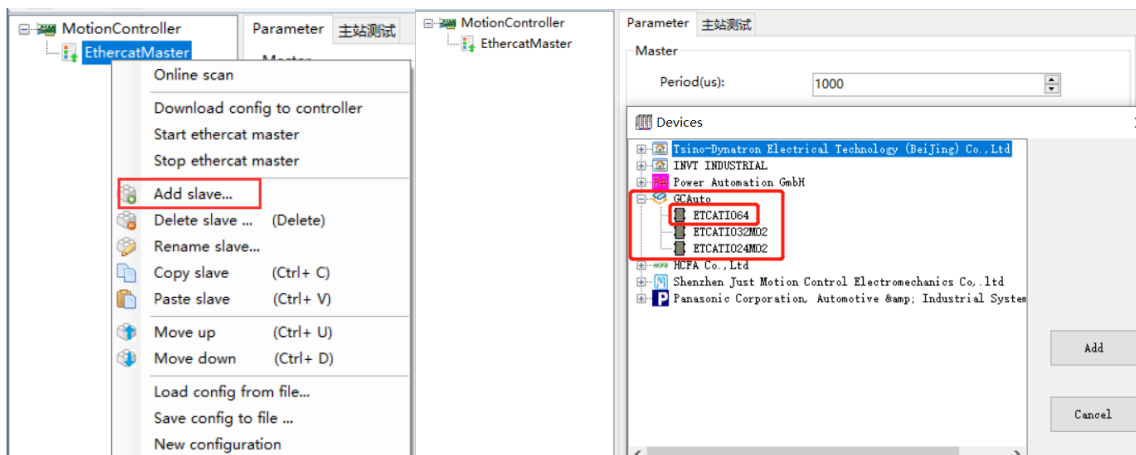 MotionController
EthercatMaster
Parameter
主站测试
Master
Online scan
Download config to controller
Start ethercat master
Stop ethercat master
Add slave...
Delete slave ... (Delete)
Rename slave...
Copy slave (Ctrl+ C)
Paste slave (Ctrl+ V)
Move up (Ctrl+ U)
Move down (Ctrl+ D)
Load config from file...
Save config to file ...
New configuration
MotionController
EthercatMaster
Parameter
主站测试
Master
Period(us): 1000
Devices
Tsino-Dynatron Electrical Technology (BeiJing) Co.,Ltd
INVT INDUSTRIAL
Power Automation GmbH
GCAuto
ETCATIO64
ETCATIO32M02
ETCATIO24M02
HCFA Co.,Ltd
Shenzhen Just Motion Control Electromechanics Co,.ltd
Panasonic Corporation, Automotive &amp; Industrial System
Add
Cancel